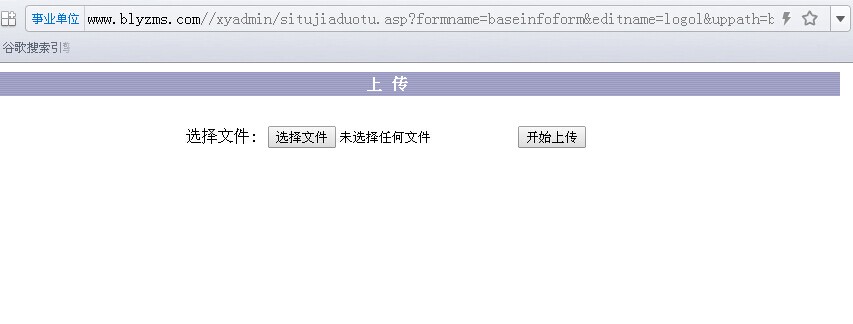 事业单位 www.blyzms.com//xyadmin/situjiaduotu.asp?formname=baseinfoform&editname=logo1&uppath=b
谷歌搜索引擎
上 传
选择文件: 选择文件 未选择任何文件 开始上传